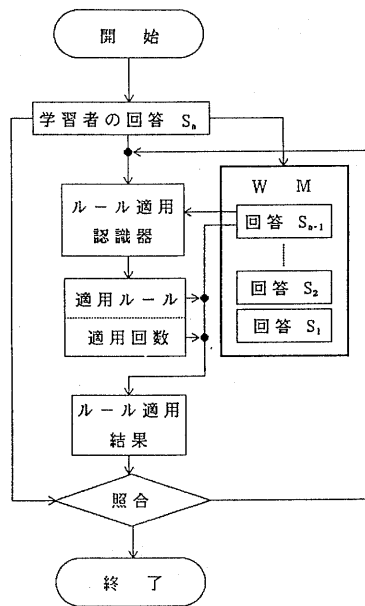 開始
学習者の回答 Sₙ
W M
ルール適用
認識器
回答 Sₙ₋₁
適用ルール
回答 S₂
適用回数
回答 S₁
ルール適用
結果
照合
終了